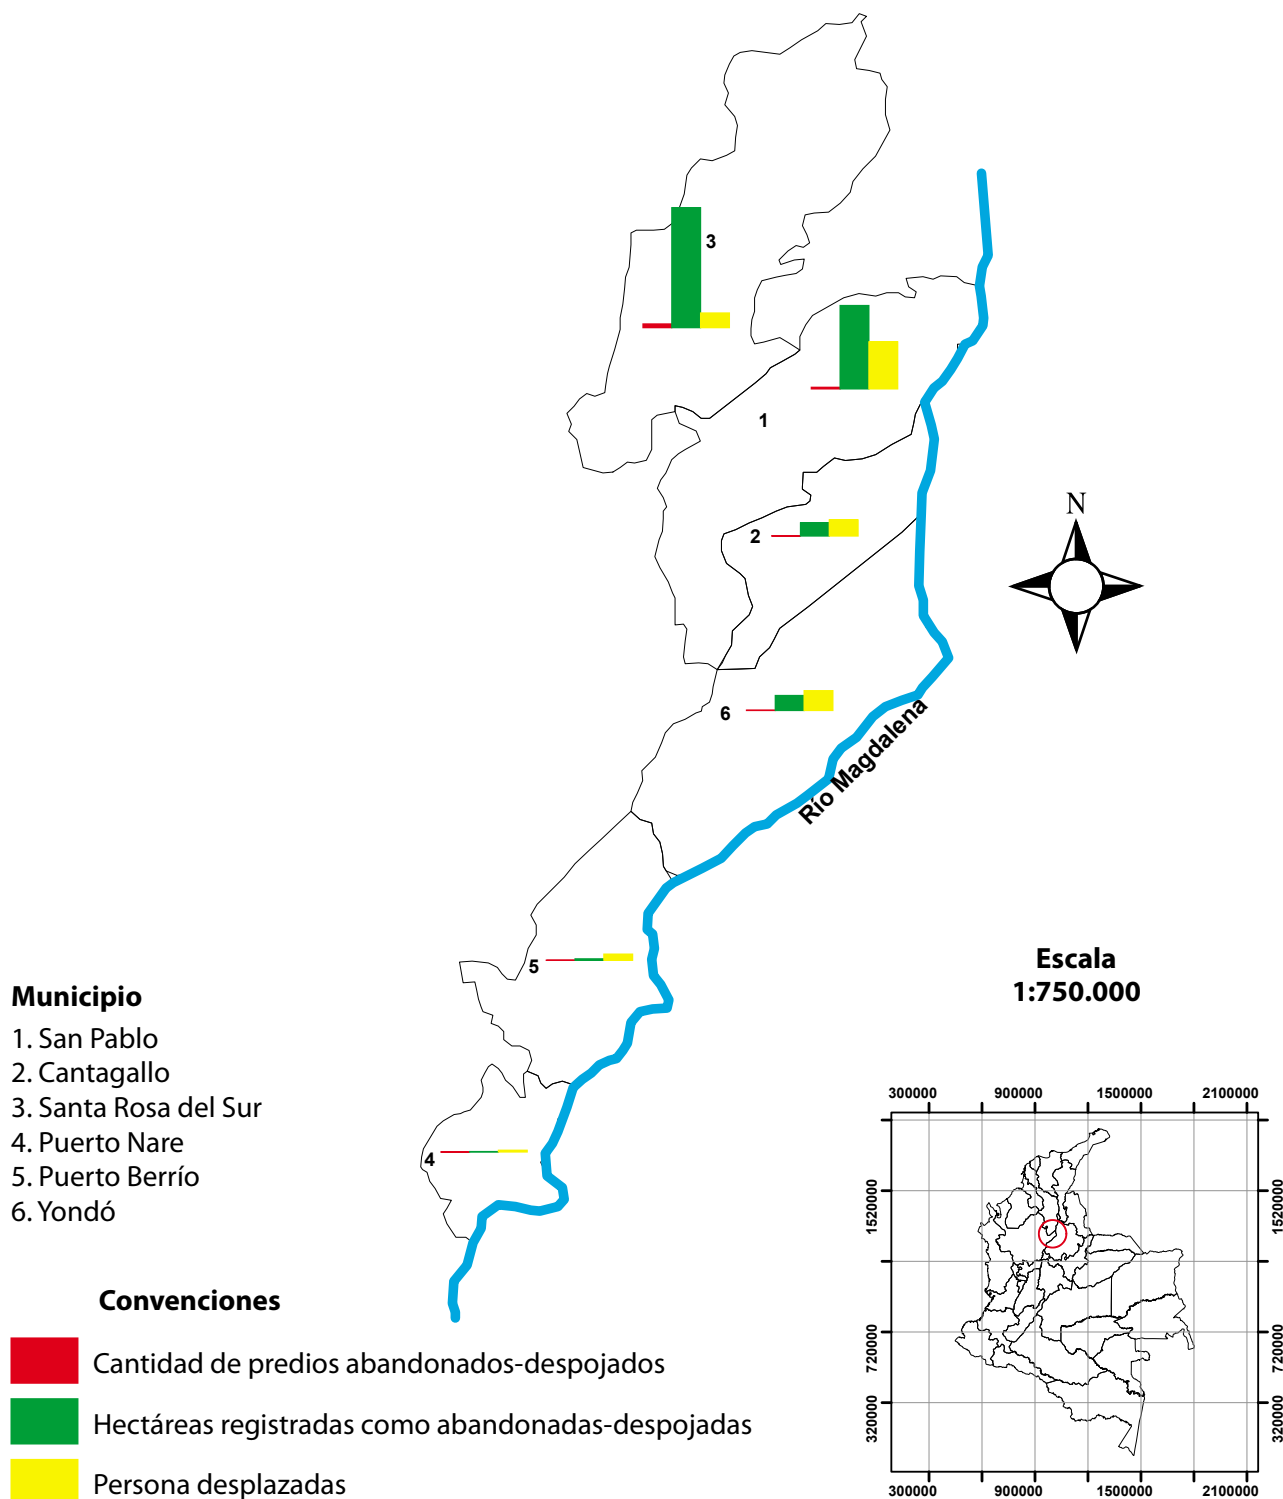 3
1
N
2
6
Río Magdalena
5
4
Escala
1:750.000
Municipio
1. San Pablo
2. Cantagallo
3. Santa Rosa del Sur
4. Puerto Nare
5. Puerto Berrío
6. Yondó
Convenciones
Cantidad de predios abandonados-despojados
Hectáreas registradas como abandonadas-despojadas
Persona desplazadas
300000 900000 1500000 2100000
1520000 1520000
720000 720000
320000 320000
300000 900000 1500000 2100000